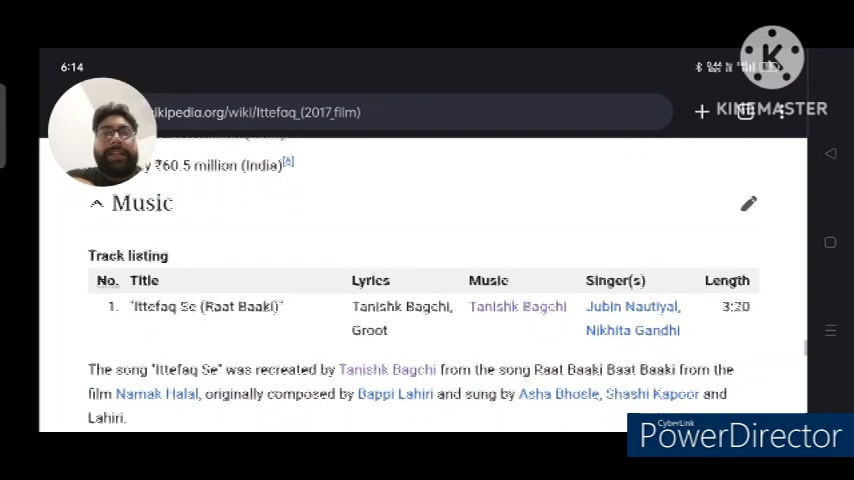 6:14
KINEMASTER
ikipedia.org/wiki/Ittefaq_(2017_film)
y ₹60.5 million (India)[a]
Music
Track listing
No. Title Lyrics Music Singer(s) Length
1. "Ittefaq Se (Raat Baaki)" Tanishk Bagchi, Tanishk Bagchi Jubin Nautiyal, 3:20
Groot Nikhita Gandhi
The song "Ittefaq Se" was recreated by Tanishk Bagchi from the song Raat Baaki Baat Baaki from the
film Namak Halal, originally composed by Bappi Lahiri and sung by Asha Bhosle, Shashi Kapoor and
Lahiri.
CyberLink
PowerDirector